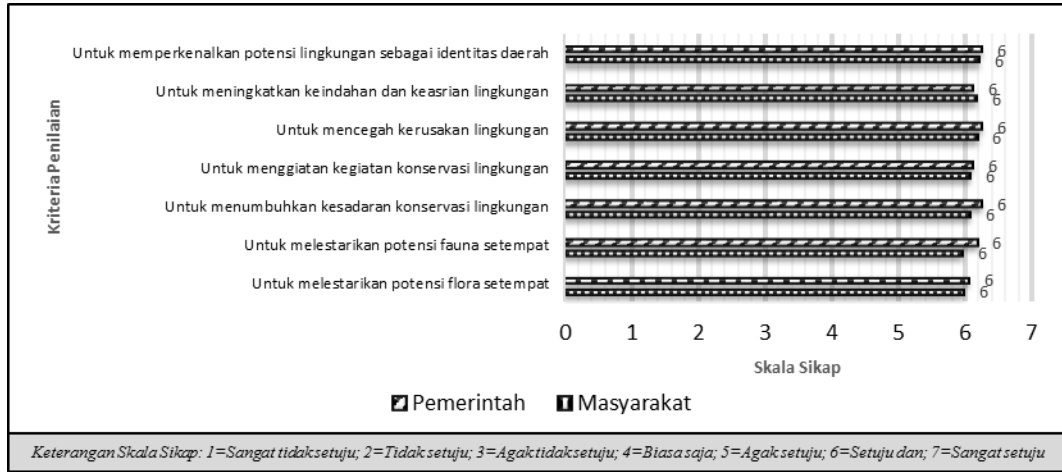 Kriteria Penilaian
Untuk memperkenalkan potensi lingkungan sebagai identitas daerah
6
6
Untuk meningkatkan keindahan dan keasrian lingkungan
6
6
Untuk mencegah kerusakan lingkungan
6
6
Untuk menggiatan kegiatan konservasi lingkungan
6
6
Untuk menumbuhkan kesadaran konservasi lingkungan
6
6
Untuk melestarikan potensi fauna setempat
6
6
Untuk melestarikan potensi flora setempat
6
6
0 1 2 3 4 5 6 7
Skala Sikap
Pemerintah Masyarakat
Keterangan Skala Sikap: 1=Sangat tidak setuju; 2=Tidak setuju; 3=Agak tidak setuju; 4=Biasa saja; 5=Agak setuju; 6=Setuju dan; 7=Sangat setuju